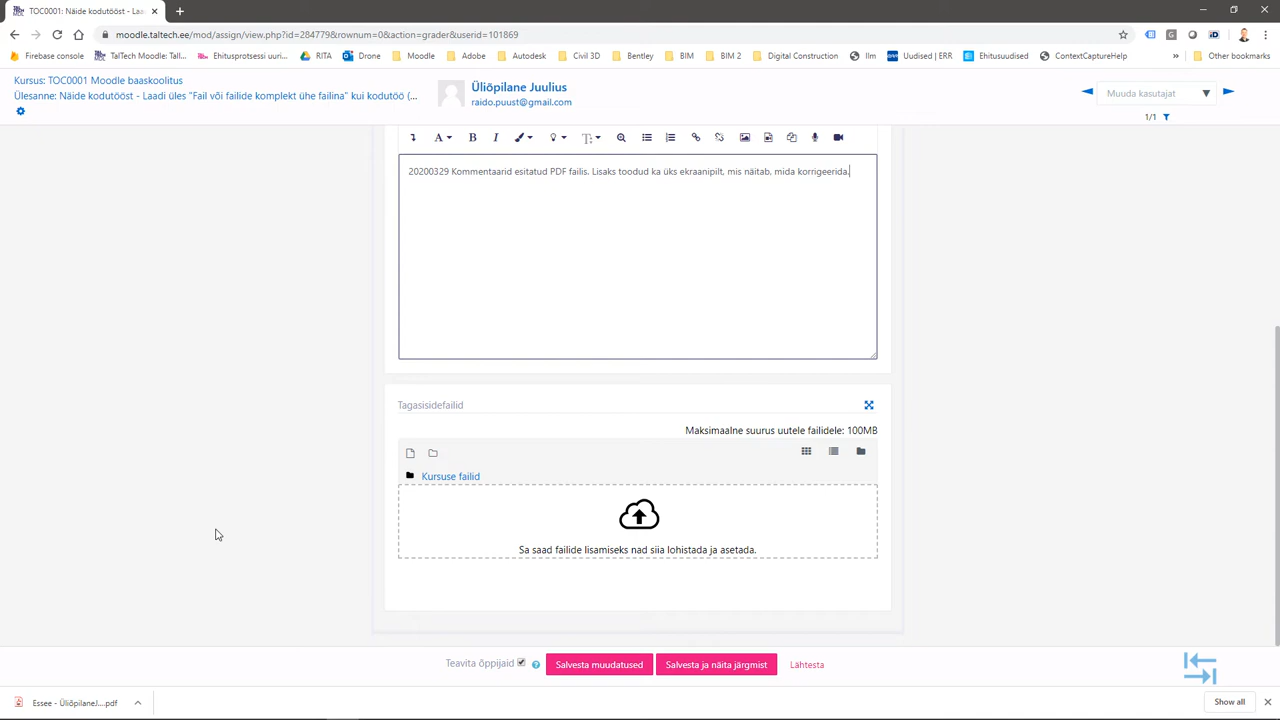 TOC0001: Näide kodutööst- La
moodle.taltech.ee/mod/assign/view.php?id=284779&rownum=0&action=grader&userid=101869
Firebase console TalTech Moodle: Tall... Ehitusprotsessi uuri... RITA Drone Moodle Adobe Autodesk Civil 3D Bentley BIM BIM 2 Digital Construction llm Uudised | ERR Ehitusuudised ContextCaptureHelp » Other bookmarks
Kursus: TOC0001 Moodle baaskoolitus
Ülesanne: Näide kodutööst - Laadi üles "Fail või failide komplekt ühe failina" kui kodutöö (...
Üliõpilane Juulius
raido.puust@gmail.com
Muuda kasutajat
1/1
20200329 Kommentaarid esitatud PDF failis. Lisaks toodud ka üks ekraanipilt, mis näitab, mida korrigeerida.
Tagasisidefailid
Maksimaalne suurus uutele failidele: 100MB
Kursuse failid
Sa saad failide lisamiseks nad siia lohistada ja asetada.
Teavita õppijaid
Salvesta muudatused
Salvesta ja näita järgmist
Lähtesta
Essee - ÜliõpilaneJ....pdf
Show all